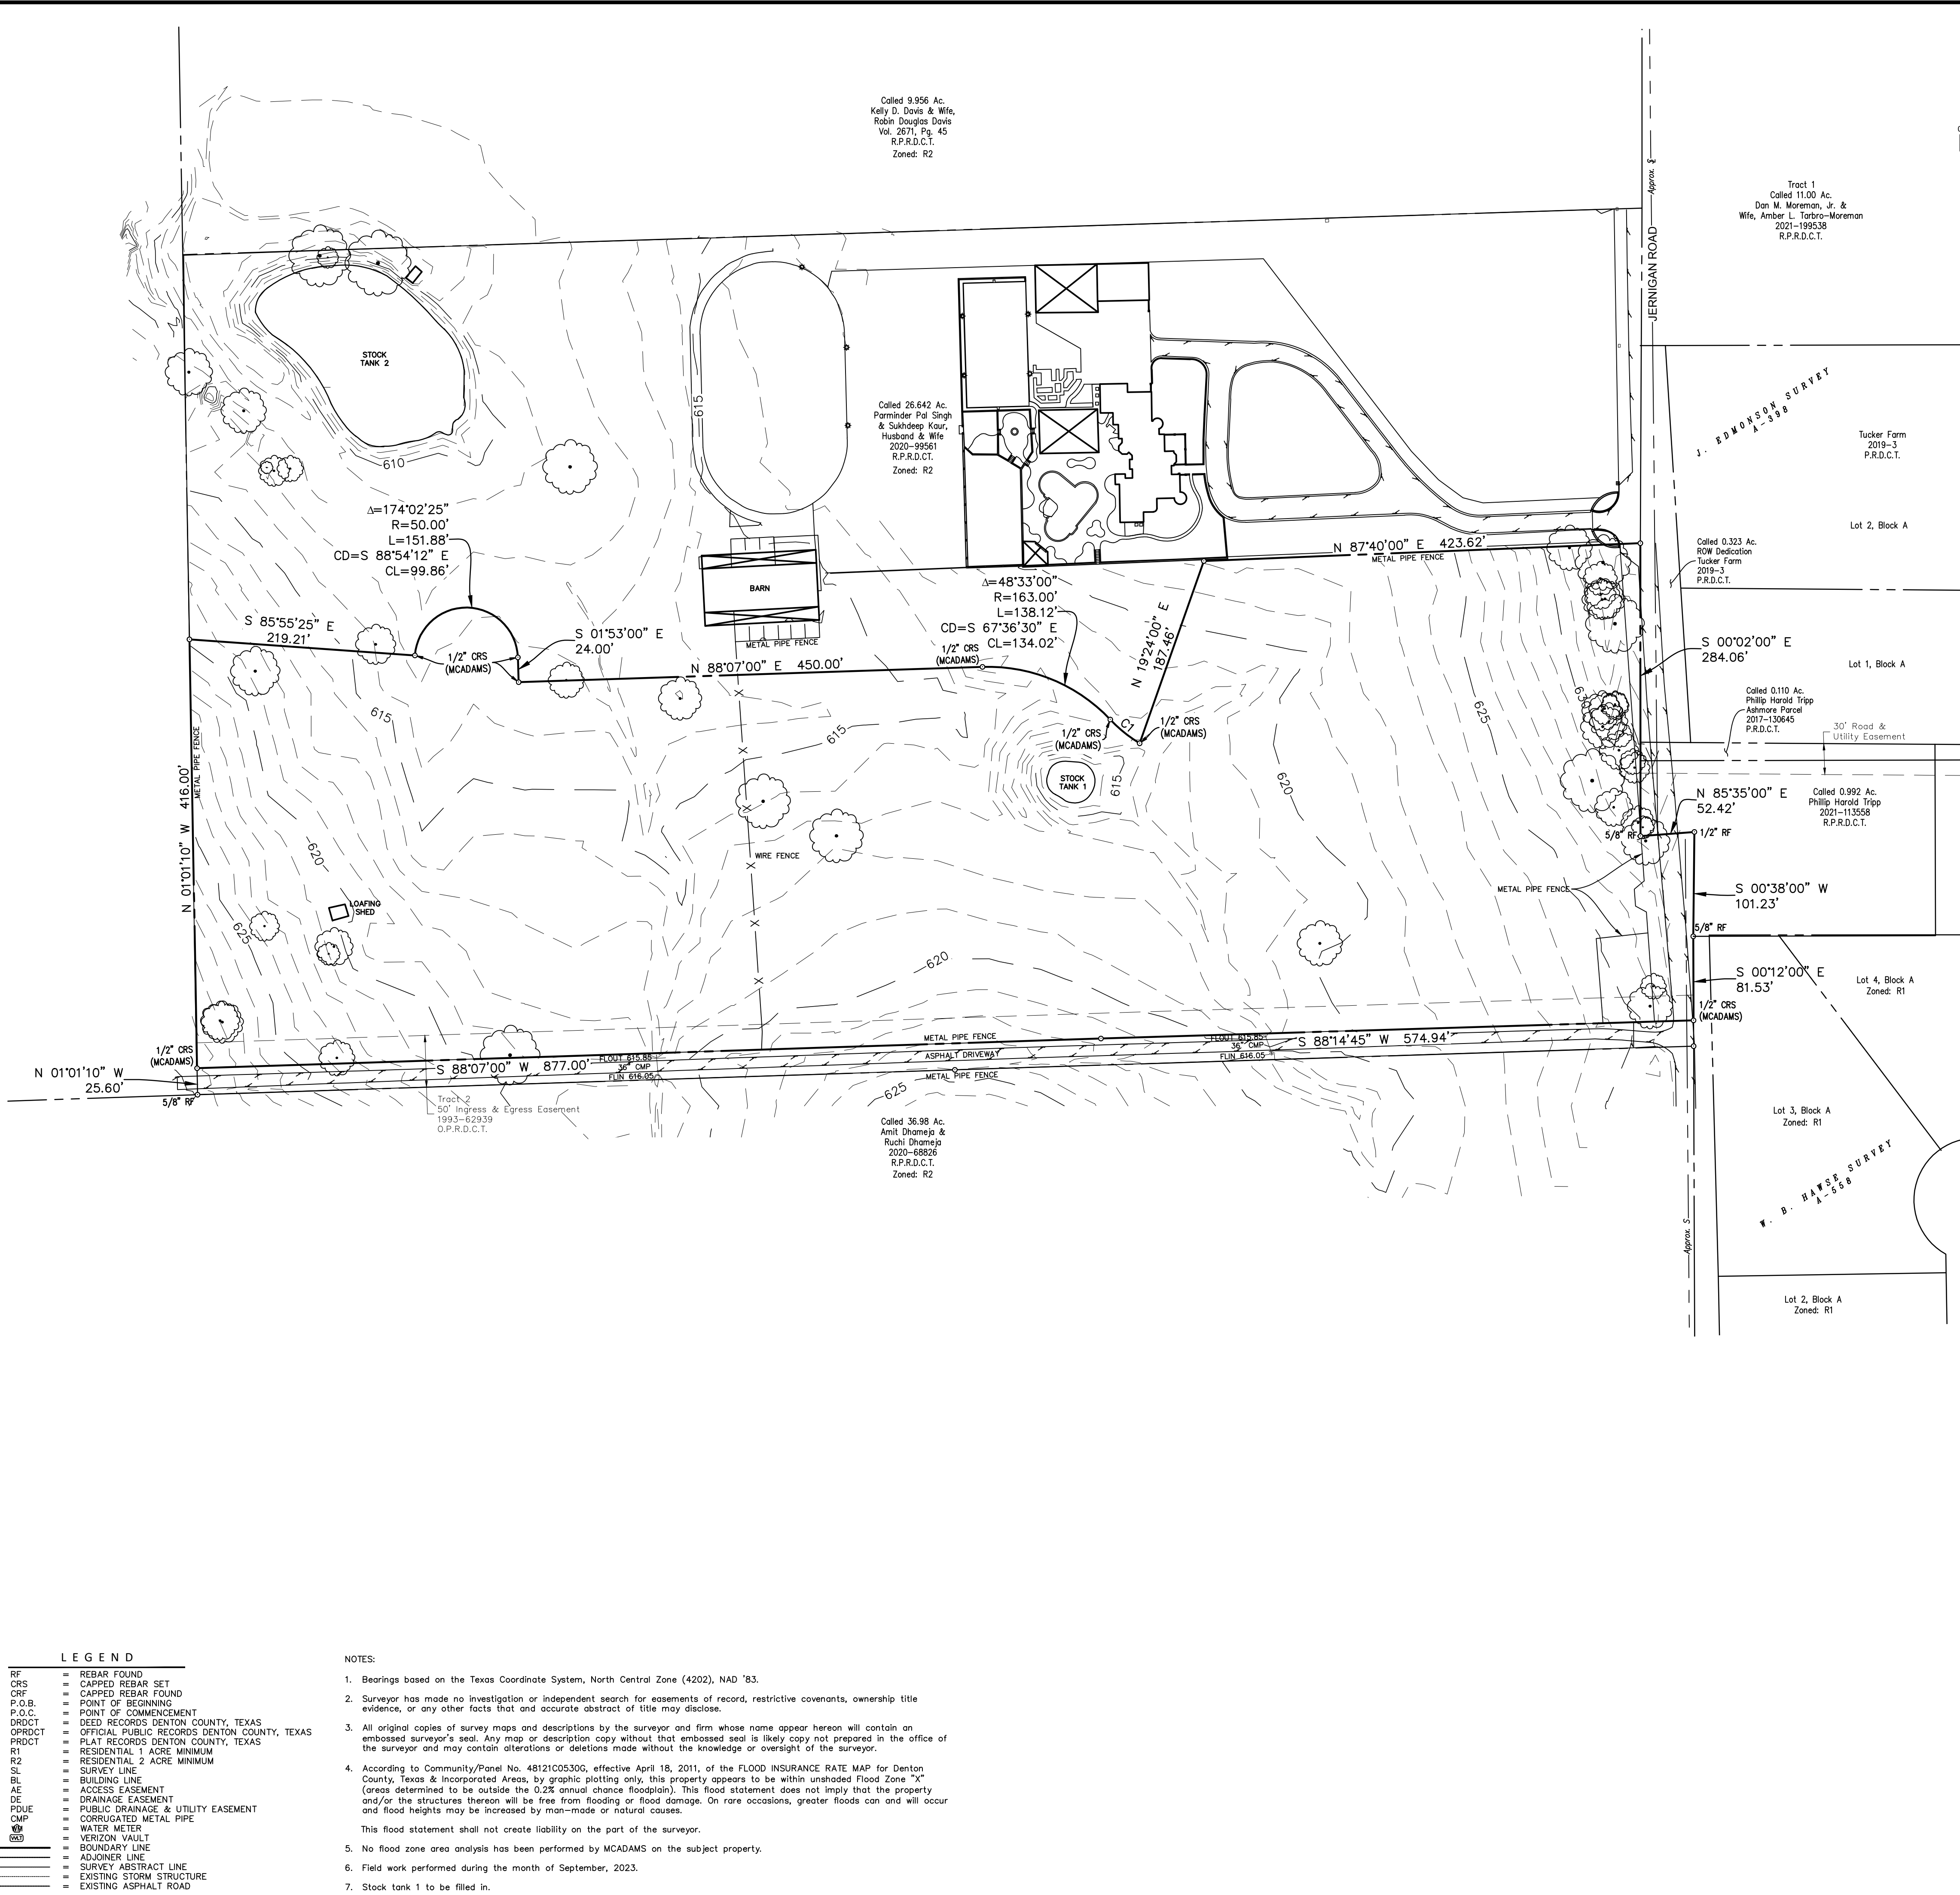 Called 9.956 Ac.
Kelly D. Davis & Wife,
Robin Douglas Davis
Vol. 2671, Pg. 45
R.P.R.D.C.T.
Zoned: R2
Approx. S
JERNIGAN ROAD
Tract 1
Called 11.00 Ac.
Dan M. Moreman, Jr. &
Wife, Amber L. Tarbro-Moreman
2021-199538
R.P.R.D.C.T.
J. EDMONSON SURVEY
A-398
Tucker Farm
2019-3
P.R.D.C.T.
Lot 2, Block A
Called 0.323 Ac.
ROW Dedication
Tucker Farm
2019-3
P.R.D.C.T.
Lot 1, Block A
STOCK
TANK 2
610
615
Called 26.642 Ac.
Parminder Pal Singh
& Sukhdeep Kaur,
Husband & Wife
2020-99561
R.P.R.D.CT.
Zoned: R2
Δ=174°02'25"
R=50.00'
L=151.88'
CD=S 88°54'12" E
CL=99.86'
BARN
METAL PIPE FENCE
Δ=48°33'00"
R=163.00'
L=138.12'
CD=S 67°36'30" E
CL=134.02'
N 87°40'00" E 423.62'
METAL PIPE FENCE
S 85°55'25" E
219.21'
1/2" CRS
(MCADAMS)
S 01°53'00" E
24.00'
N 88°07'00" E 450.00'
1/2" CRS
(MCADAMS)
N 19°24'00" E
187.46'
C1
1/2" CRS
(MCADAMS)
1/2" CRS
(MCADAMS)
S 00°02'00" E
284.06'
Called 0.110 Ac.
Phillip Harold Tripp
Ashmore Parcel
2017-130645
P.R.D.C.T.
30' Road &
Utility Easement
615
615
625
620
STOCK
TANK 1
615
N 85°35'00" E
52.42'
Called 0.992 Ac.
Phillip Harold Tripp
2021-113558
R.P.R.D.C.T.
5/8" RF
1/2" RF
N 01°01'10" W 416.00'
METAL PIPE FENCE
620
WIRE FENCE
METAL PIPE FENCE
S 00°38'00" W
101.23'
5/8" RF
LOAFING
SHED
625
620
S 00°12'00" E
81.53'
1/2" CRS
(MCADAMS)
Lot 4, Block A
Zoned: R1
1/2" CRS
(MCADAMS)
N 01°01'10" W
25.60'
5/8" RF
S 88°07'00" W 877.00'
FLOUT 615.85
36" CMP
FLIN 616.05
METAL PIPE FENCE
ASPHALT DRIVEWAY
METAL PIPE FENCE
FLOUT 615.85
36" CMP
FLIN 616.05
S 88°14'45" W 574.94'
625
Tract 2
50' Ingress & Egress Easement
1993-62939
O.P.R.D.C.T.
Called 36.98 Ac.
Amit Dhameja &
Ruchi Dhameja
2020-68826
R.P.R.D.C.T.
Zoned: R2
Lot 3, Block A
Zoned: R1
W. B. HAWSE SURVEY
A-558
Approx. S
Lot 2, Block A
Zoned: R1
LEGEND
RF = REBAR FOUND
CRS = CAPPED REBAR SET
CRF = CAPPED REBAR FOUND
P.O.B. = POINT OF BEGINNING
P.O.C. = POINT OF COMMENCEMENT
DRDCT = DEED RECORDS DENTON COUNTY, TEXAS
OPRDCT = OFFICIAL PUBLIC RECORDS DENTON COUNTY, TEXAS
PRDCT = PLAT RECORDS DENTON COUNTY, TEXAS
R1 = RESIDENTIAL 1 ACRE MINIMUM
R2 = RESIDENTIAL 2 ACRE MINIMUM
SL = SURVEY LINE
BL = BUILDING LINE
AE = ACCESS EASEMENT
DE = DRAINAGE EASEMENT
PDUE = PUBLIC DRAINAGE & UTILITY EASEMENT
CMP = CORRUGATED METAL PIPE
WM = WATER METER
VVLT = VERIZON VAULT
= BOUNDARY LINE
= ADJOINER LINE
= SURVEY ABSTRACT LINE
= EXISTING STORM STRUCTURE
= EXISTING ASPHALT ROAD
NOTES:
1. Bearings based on the Texas Coordinate System, North Central Zone (4202), NAD '83.
2. Surveyor has made no investigation or independent search for easements of record, restrictive covenants, ownership title
evidence, or any other facts that and accurate abstract of title may disclose.
3. All original copies of survey maps and descriptions by the surveyor and firm whose name appear hereon will contain an
embossed surveyor's seal. Any map or description copy without that embossed seal is likely copy not prepared in the office of
the surveyor and may contain alterations or deletions made without the knowledge or oversight of the surveyor.
4. According to Community/Panel No. 48121C0530G, effective April 18, 2011, of the FLOOD INSURANCE RATE MAP for Denton
County, Texas & Incorporated Areas, by graphic plotting only, this property appears to be within unshaded Flood Zone "X"
(areas determined to be outside the 0.2% annual chance floodplain). This flood statement does not imply that the property
and/or the structures thereon will be free from flooding or flood damage. On rare occasions, greater floods can and will occur
and flood heights may be increased by man-made or natural causes.
This flood statement shall not create liability on the part of the surveyor.
5. No flood zone area analysis has been performed by MCADAMS on the subject property.
6. Field work performed during the month of September, 2023.
7. Stock tank 1 to be filled in.